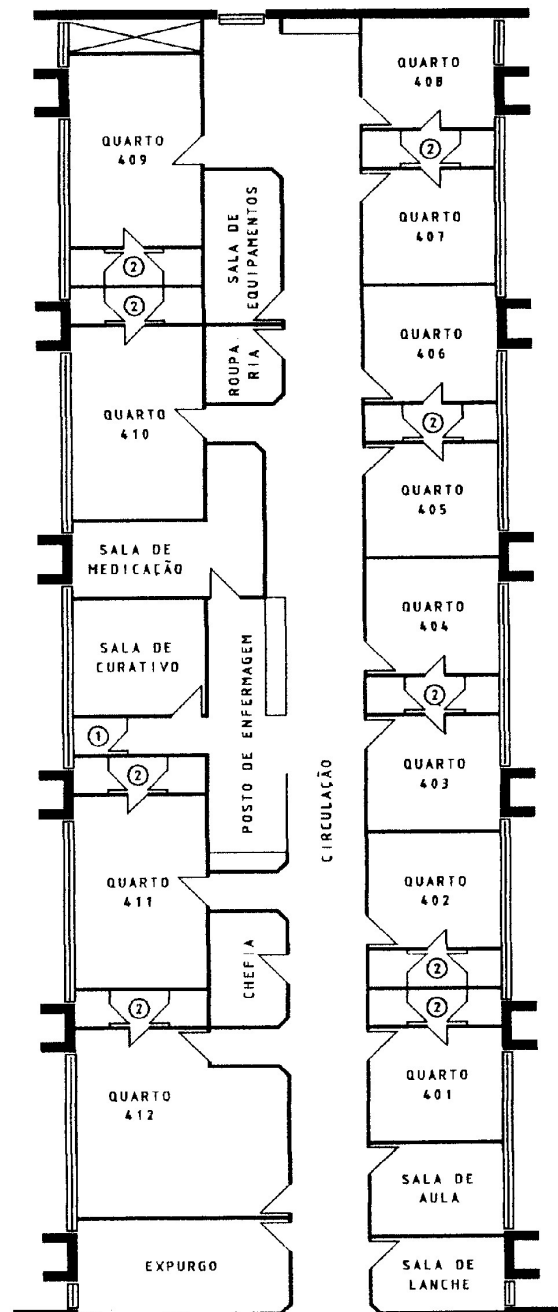 QUARTO
409
2
2
QUARTO
410
SALA DE
EQUIPAMENTOS
ROUPA.
RIA
SALA DE
MEDICAÇÃO
SALA DE
CURATIVO
1
2
POSTO DE ENFERMAGEM
QUARTO
411
CHEFIA
2
QUARTO
412
EXPURGO
CIRCULAÇÃO
QUARTO
408
2
QUARTO
407
QUARTO
406
2
QUARTO
405
QUARTO
404
2
QUARTO
403
QUARTO
402
2
2
QUARTO
401
SALA DE
AULA
SALA DE
LANCHE